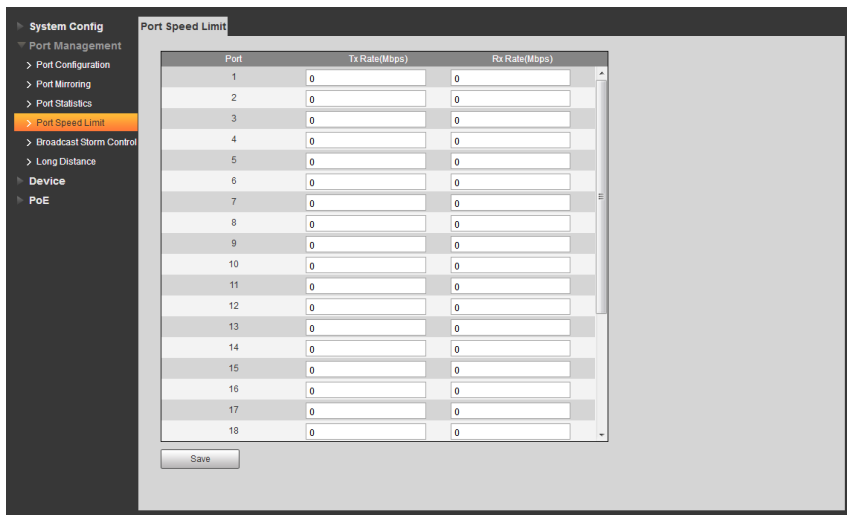 System Config
Port Management
Port Configuration
Port Mirroring
Port Statistics
Port Speed Limit
Broadcast Storm Control
Long Distance
Device
PoE
Port Speed Limit
Port Tx Rate(Mbps) Rx Rate(Mbps)
1 0 0
2 0 0
3 0 0
4 0 0
5 0 0
6 0 0
7 0 0
8 0 0
9 0 0
10 0 0
11 0 0
12 0 0
13 0 0
14 0 0
15 0 0
16 0 0
17 0 0
18 0 0
Save